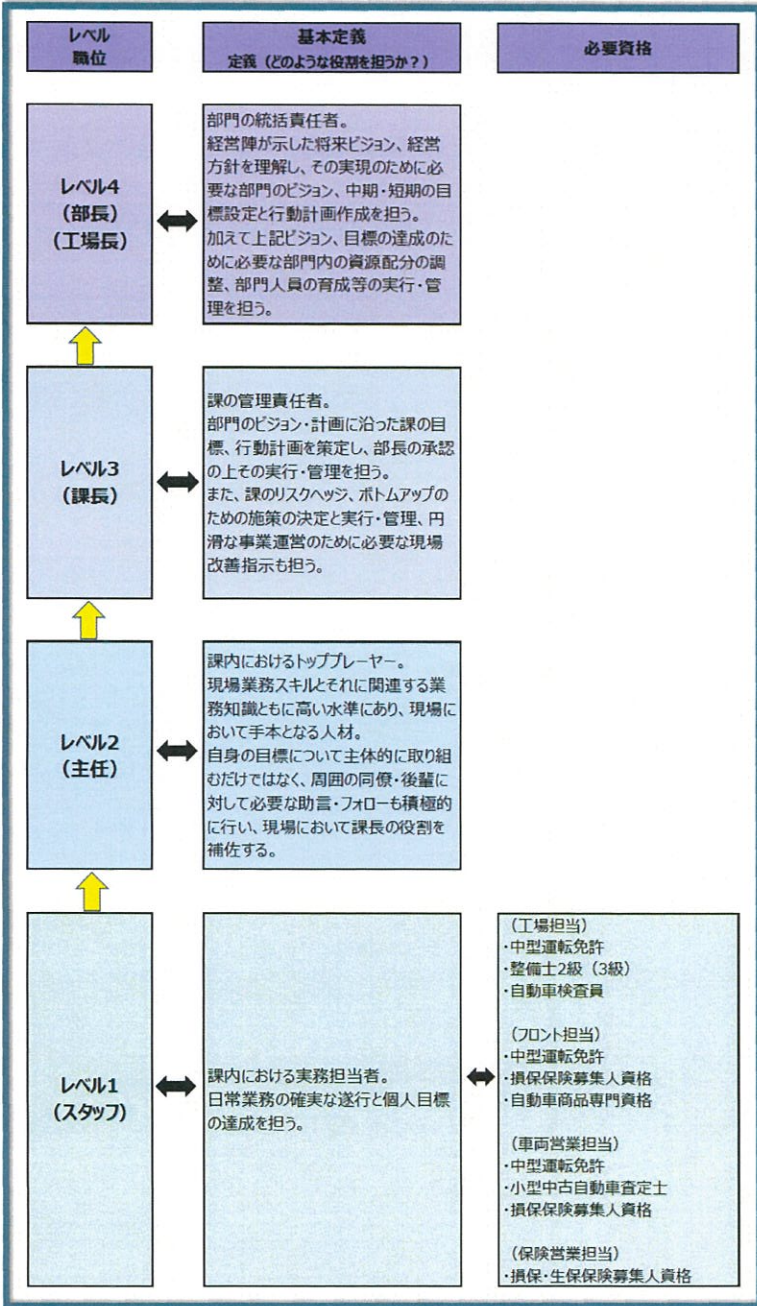 レベル
職位
基本定義
定義（どのような役割を担うか？）
必要資格
レベル4
（部長）
（工場長）
部門の統括責任者。
経営陣が示した将来ビジョン、経営
方針を理解し、その実現のために必
要な部門のビジョン、中期・短期の目
標設定と行動計画作成を担う。
加えて上記ビジョン、目標の達成のた
めに必要な部門内の資源配分の調
整、部門人員の育成等の実行・管
理を担う。
レベル3
（課長）
課の管理責任者。
部門のビジョン・計画に沿った課の目
標、行動計画を策定し、部長の承認
の上その実行・管理を担う。
また、課のリスクヘッジ、ボトムアップの
ための施策の決定と実行・管理、円
滑な事業運営のために必要な現場
改善指示も担う。
レベル2
（主任）
課内におけるトッププレーヤー。
現場業務スキルとそれに関連する業
務知識ともに高い水準にあり、現場に
おいて手本となる人材。
自身の目標について主体的に取り組
むだけではなく、周囲の同僚・後輩に
対して必要な助言・フォローも積極的
に行い、現場において課長の役割を
補佐する。
レベル1
（スタッフ）
課内における実務担当者。
日常業務の確実な遂行と個人目標
の達成を担う。
（工場担当）
・中型運転免許
・整備士2級（3級）
・自動車検査員
（フロント担当）
・中型運転免許
・損保保険募集人資格
・自動車商品専門資格
（車両営業担当）
・中型運転免許
・小型中古自動車査定士
・損保保険募集人資格
（保険営業担当）
・損保・生保保険募集人資格